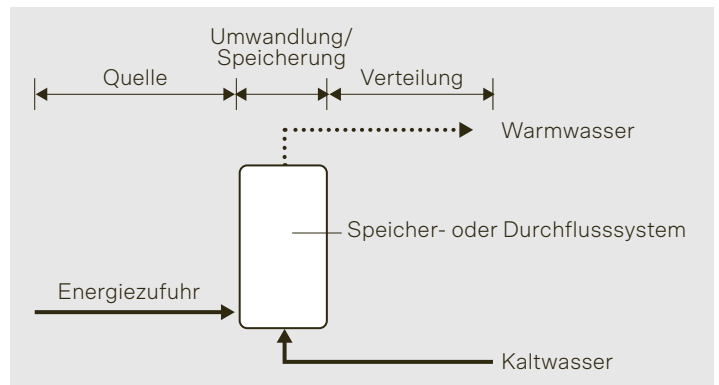 Umwandlung/
Speicherung
Quelle
Verteilung
Warmwasser
Speicher- oder Durchflusssystem
Energiezufuhr
Kaltwasser